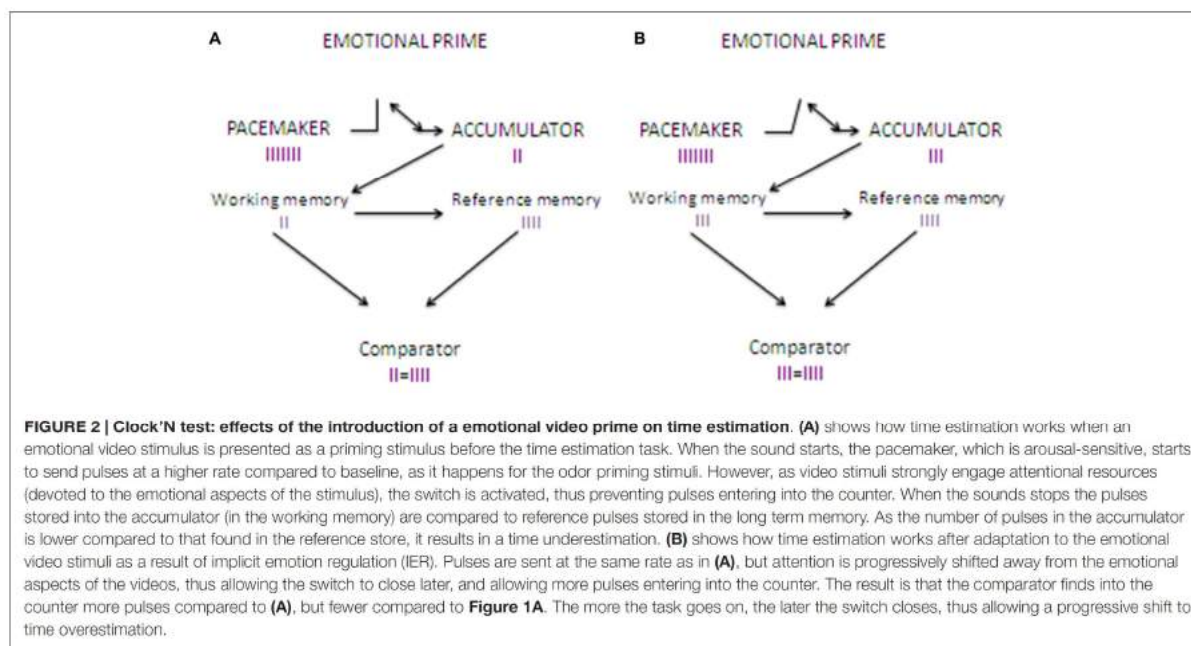 A
EMOTIONAL PRIME
PACEMAKER
IIIIIII
ACCUMULATOR
II
Working memory
II
Reference memory
IIII
Comparator
II=IIII
B
EMOTIONAL PRIME
PACEMAKER
IIIIIII
ACCUMULATOR
III
Working memory
III
Reference memory
IIII
Comparator
III=IIII
FIGURE 2 | Clock'N test: effects of the introduction of a emotional video prime on time estimation. (A) shows how time estimation works when an
emotional video stimulus is presented as a priming stimulus before the time estimation task. When the sound starts, the pacemaker, which is arousal-sensitive, starts
to send pulses at a higher rate compared to baseline, as it happens for the odor priming stimuli. However, as video stimuli strongly engage attentional resources
(devoted to the emotional aspects of the stimulus), the switch is activated, thus preventing pulses entering into the counter. When the sounds stops the pulses
stored into the accumulator (in the working memory) are compared to reference pulses stored in the long term memory. As the number of pulses in the accumulator
is lower compared to that found in the reference store, it results in a time underestimation. (B) shows how time estimation works after adaptation to the emotional
video stimuli as a result of implicit emotion regulation (IER). Pulses are sent at the same rate as in (A), but attention is progressively shifted away from the emotional
aspects of the videos, thus allowing the switch to close later, and allowing more pulses entering into the counter. The result is that the comparator finds into the
counter more pulses compared to (A), but fewer compared to Figure 1A. The more the task goes on, the later the switch closes, thus allowing a progressive shift to
time overestimation.